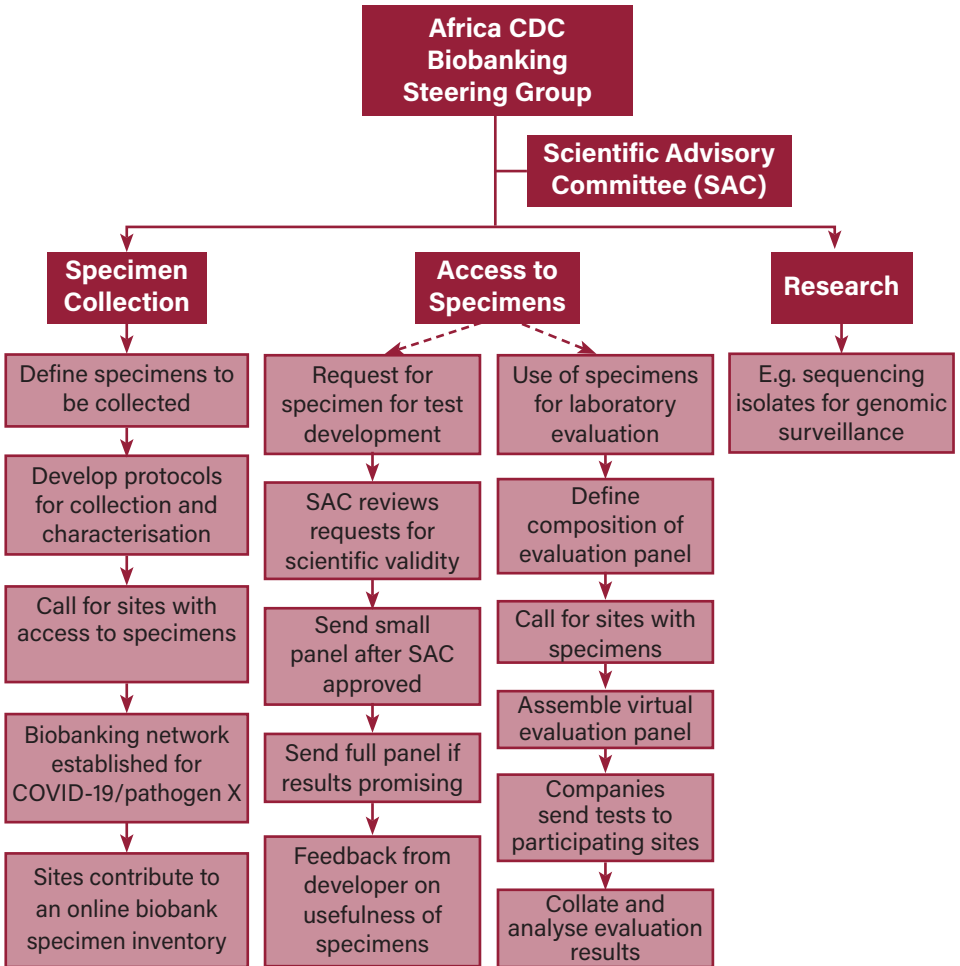 Africa CDC
Biobanking
Steering Group
Scientific Advisory
Committee (SAC)
Specimen
Collection
Access to
Specimens
Research
Define specimens to
be collected
Develop protocols
for collection and
characterisation
Call for sites with
access to specimens
Biobanking network
established for
COVID-19/pathogen X
Sites contribute to
an online biobank
specimen inventory
Request for
specimen for test
development
SAC reviews
requests for
scientific validity
Send small
panel after SAC
approved
Send full panel if
results promising
Feedback from
developer on
usefulness of
specimens
Use of specimens
for laboratory
evaluation
Define
composition of
evaluation panel
Call for sites with
specimens
Assemble virtual
evaluation panel
Companies
send tests to
participating sites
Collate and
analyse evaluation
results
E.g. sequencing
isolates for genomic
surveillance